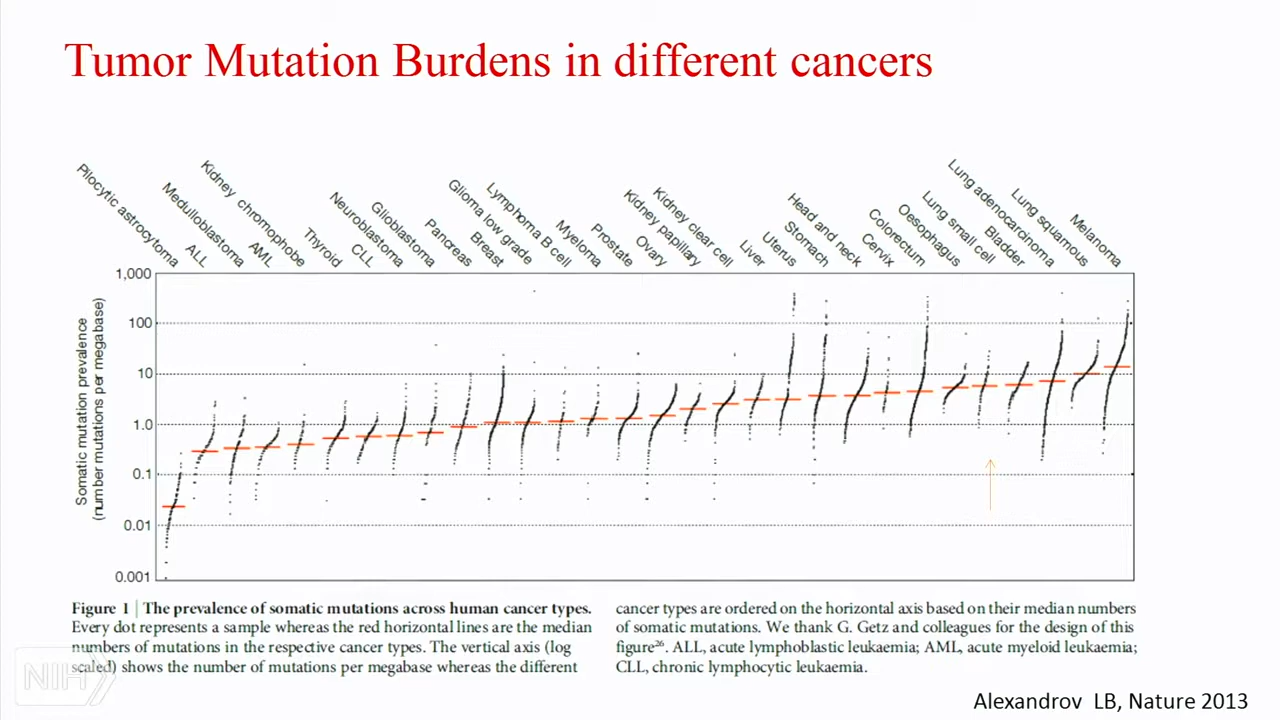 Tumor Mutation Burdens in different cancers
Pilocytic astrocytoma
ALL
Medulloblastoma
AML
Kidney chromophobe
Thyroid
CLL
Neuroblastoma
Glioblastoma
Pancreas
Breast
Glioma low grade
Lymphoma B cell
Myeloma
Prostate
Ovary
Kidney papillary
Kidney clear cell
Liver
Uterus
Stomach
Head and neck
Cervix
Colorectum
Oesophagus
Lung small cell
Bladder
Lung adenocarcinoma
Lung squamous
Melanoma
Somatic mutation prevalence
(number mutations per megabase)
1,000
100
10
1.0
0.1
0.01
0.001
Figure 1 | The prevalence of somatic mutations across human cancer types.
Every dot represents a sample whereas the red horizontal lines are the median
numbers of mutations in the respective cancer types. The vertical axis (log
scaled) shows the number of mutations per megabase whereas the different
cancer types are ordered on the horizontal axis based on their median numbers
of somatic mutations. We thank G. Getz and colleagues for the design of this
figure²⁶. ALL, acute lymphoblastic leukaemia; AML, acute myeloid leukaemia;
CLL, chronic lymphocytic leukaemia.
NIH
Alexandrov LB, Nature 2013